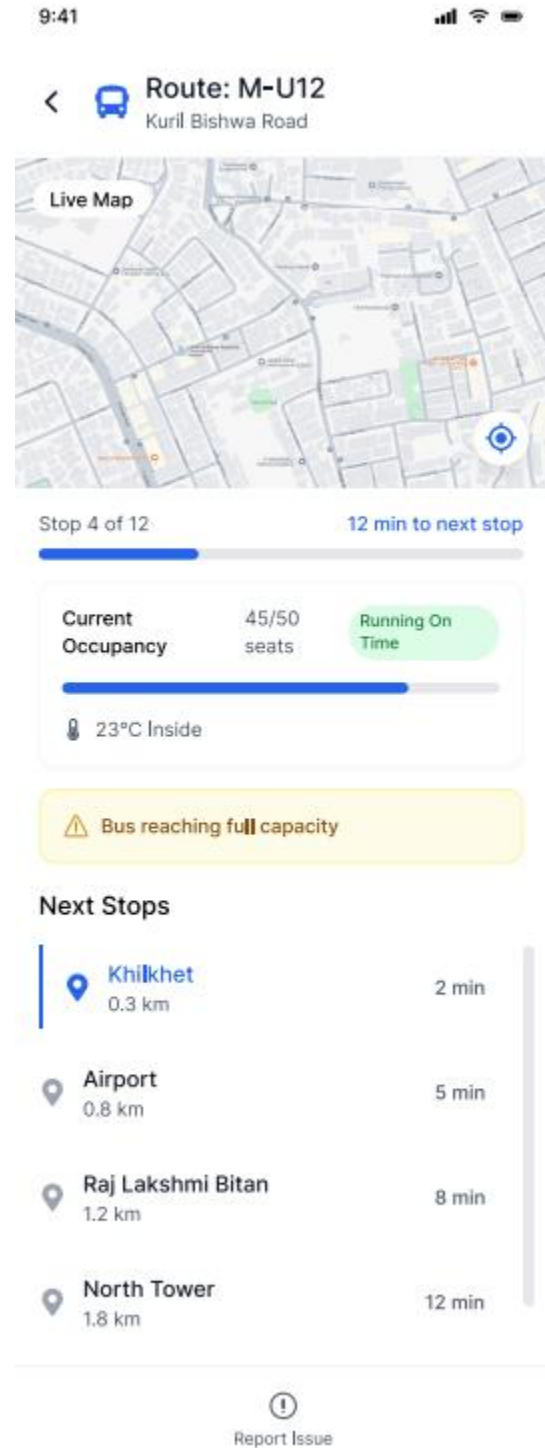 9:41
Route: M-U12
Kuril Bishwa Road
Live Map
Stop 4 of 12
12 min to next stop
Current
Occupancy
45/50
seats
Running On
Time
23°C Inside
Bus reaching full capacity
Next Stops
Khilkhet
0.3 km
2 min
Airport
0.8 km
5 min
Raj Lakshmi Bitan
1.2 km
8 min
North Tower
1.8 km
12 min
Report Issue